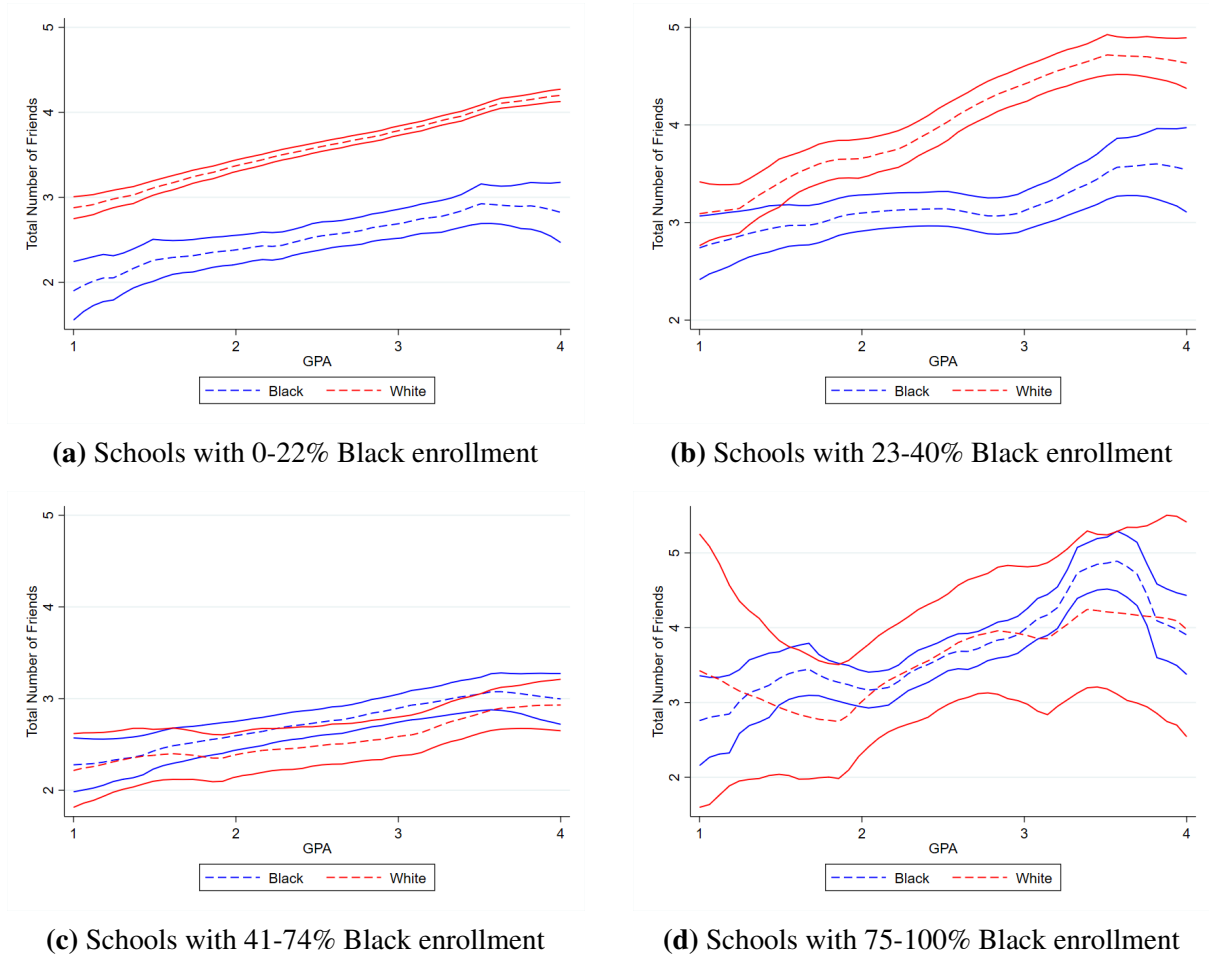 5
4
3
2
Total Number of Friends
1 2 3 4
GPA
Black White
(a) Schools with 0-22% Black enrollment
5
4
3
2
Total Number of Friends
1 2 3 4
GPA
Black White
(b) Schools with 23-40% Black enrollment
5
4
3
2
Total Number of Friends
1 2 3 4
GPA
Black White
(c) Schools with 41-74% Black enrollment
5
4
3
2
Total Number of Friends
1 2 3 4
GPA
Black White
(d) Schools with 75-100% Black enrollment